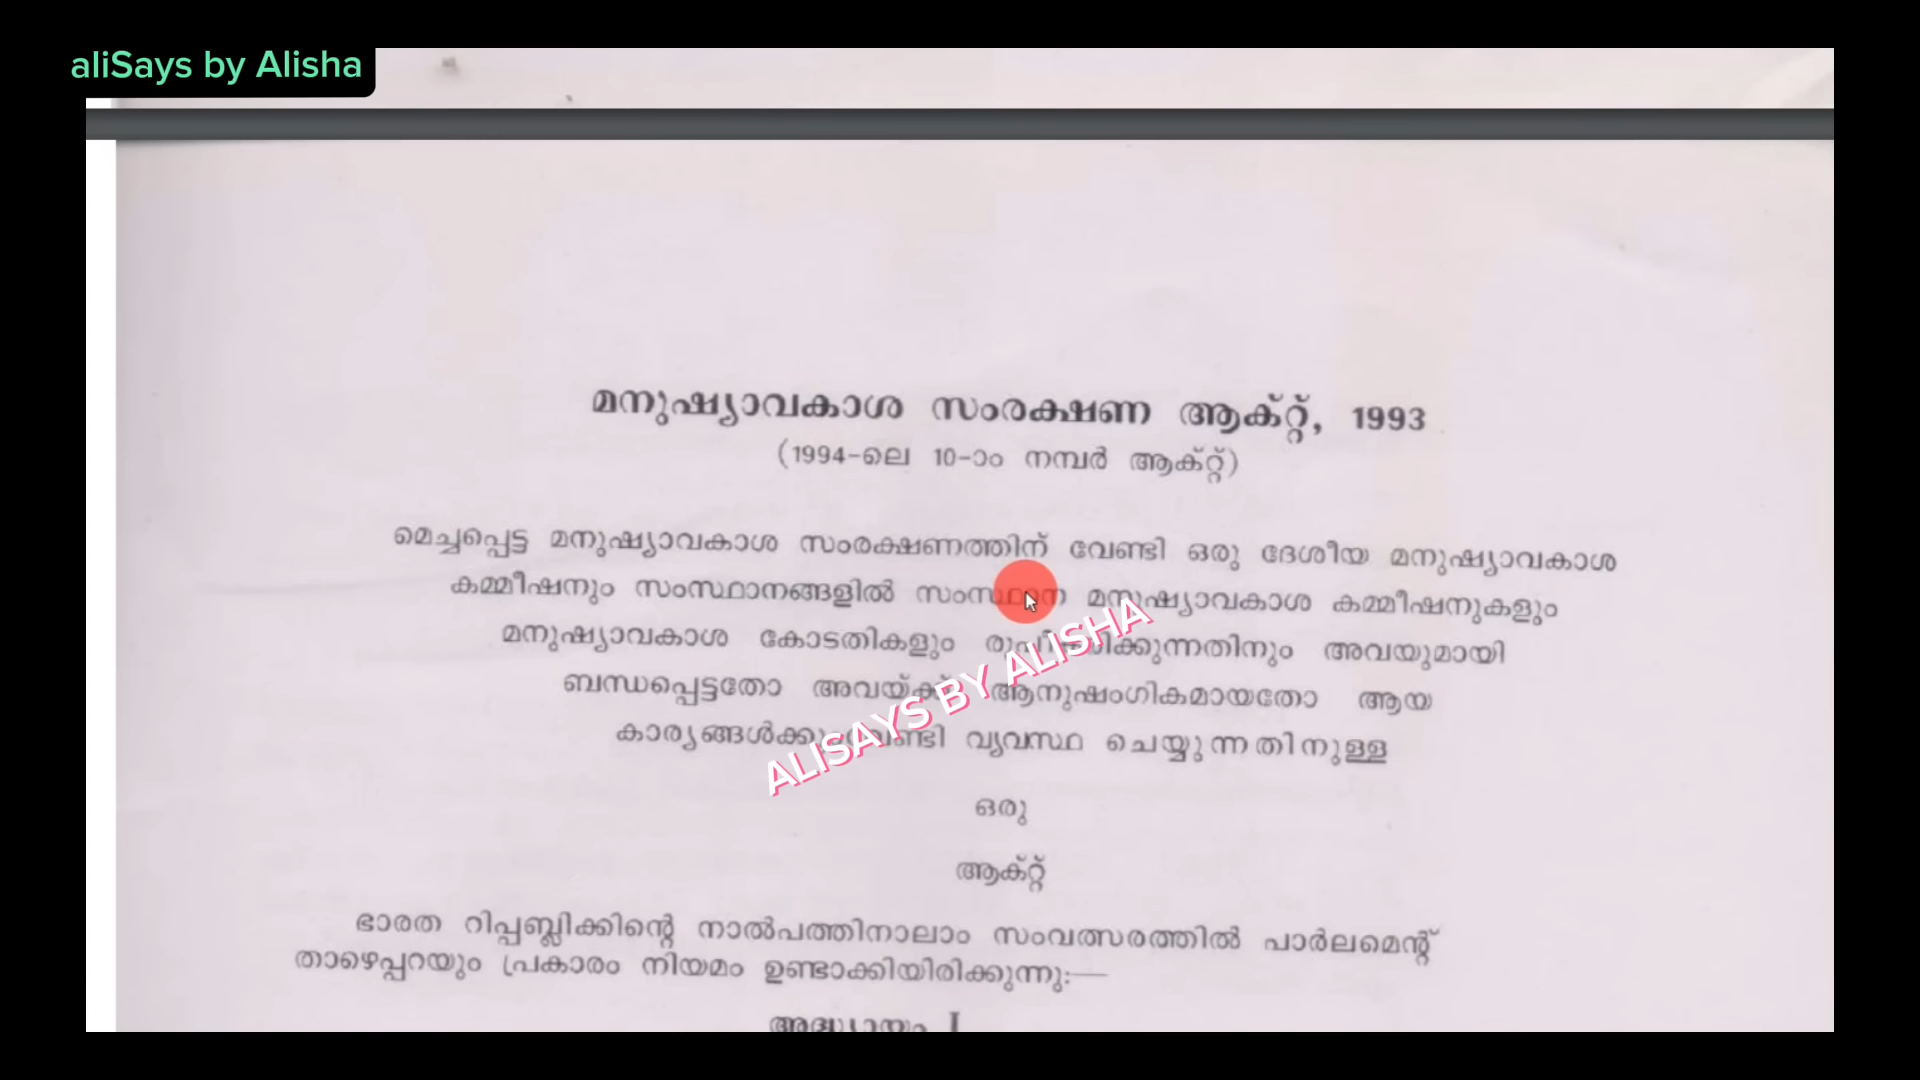 aliSays by Alisha
മനുഷ്യാവകാശ സംരക്ഷണ ആക്റ്റ്, 1993
(1994-ലെ 10-ാം നമ്പർ ആക്റ്റ്)
മെച്ചപ്പെട്ട മനുഷ്യാവകാശ സംരക്ഷണത്തിന് വേണ്ടി ഒരു ദേശീയ മനുഷ്യാവകാശ
കമ്മീഷനും സംസ്ഥാനങ്ങളിൽ സംസ്ഥാന മനുഷ്യാവകാശ കമ്മീഷനുകളും
മനുഷ്യാവകാശ കോടതികളും രൂപീകരിക്കുന്നതിനും അവയുമായി
ബന്ധപ്പെട്ടതോ അവയ്ക്ക് ആനുഷംഗികമായതോ ആയ
കാര്യങ്ങൾക്കും വേണ്ടി വ്യവസ്ഥ ചെയ്യുന്നതിനുള്ള
ALISAYS BY ALISHA
ഒരു
ആക്റ്റ്
ഭാരത റിപ്പബ്ലിക്കിന്റെ നാൽപത്തിനാലാം സംവത്സരത്തിൽ പാർലമെന്റ്
താഴെപ്പറയും പ്രകാരം നിയമം ഉണ്ടാക്കിയിരിക്കുന്നു:—
അദ്ധ്യായം I